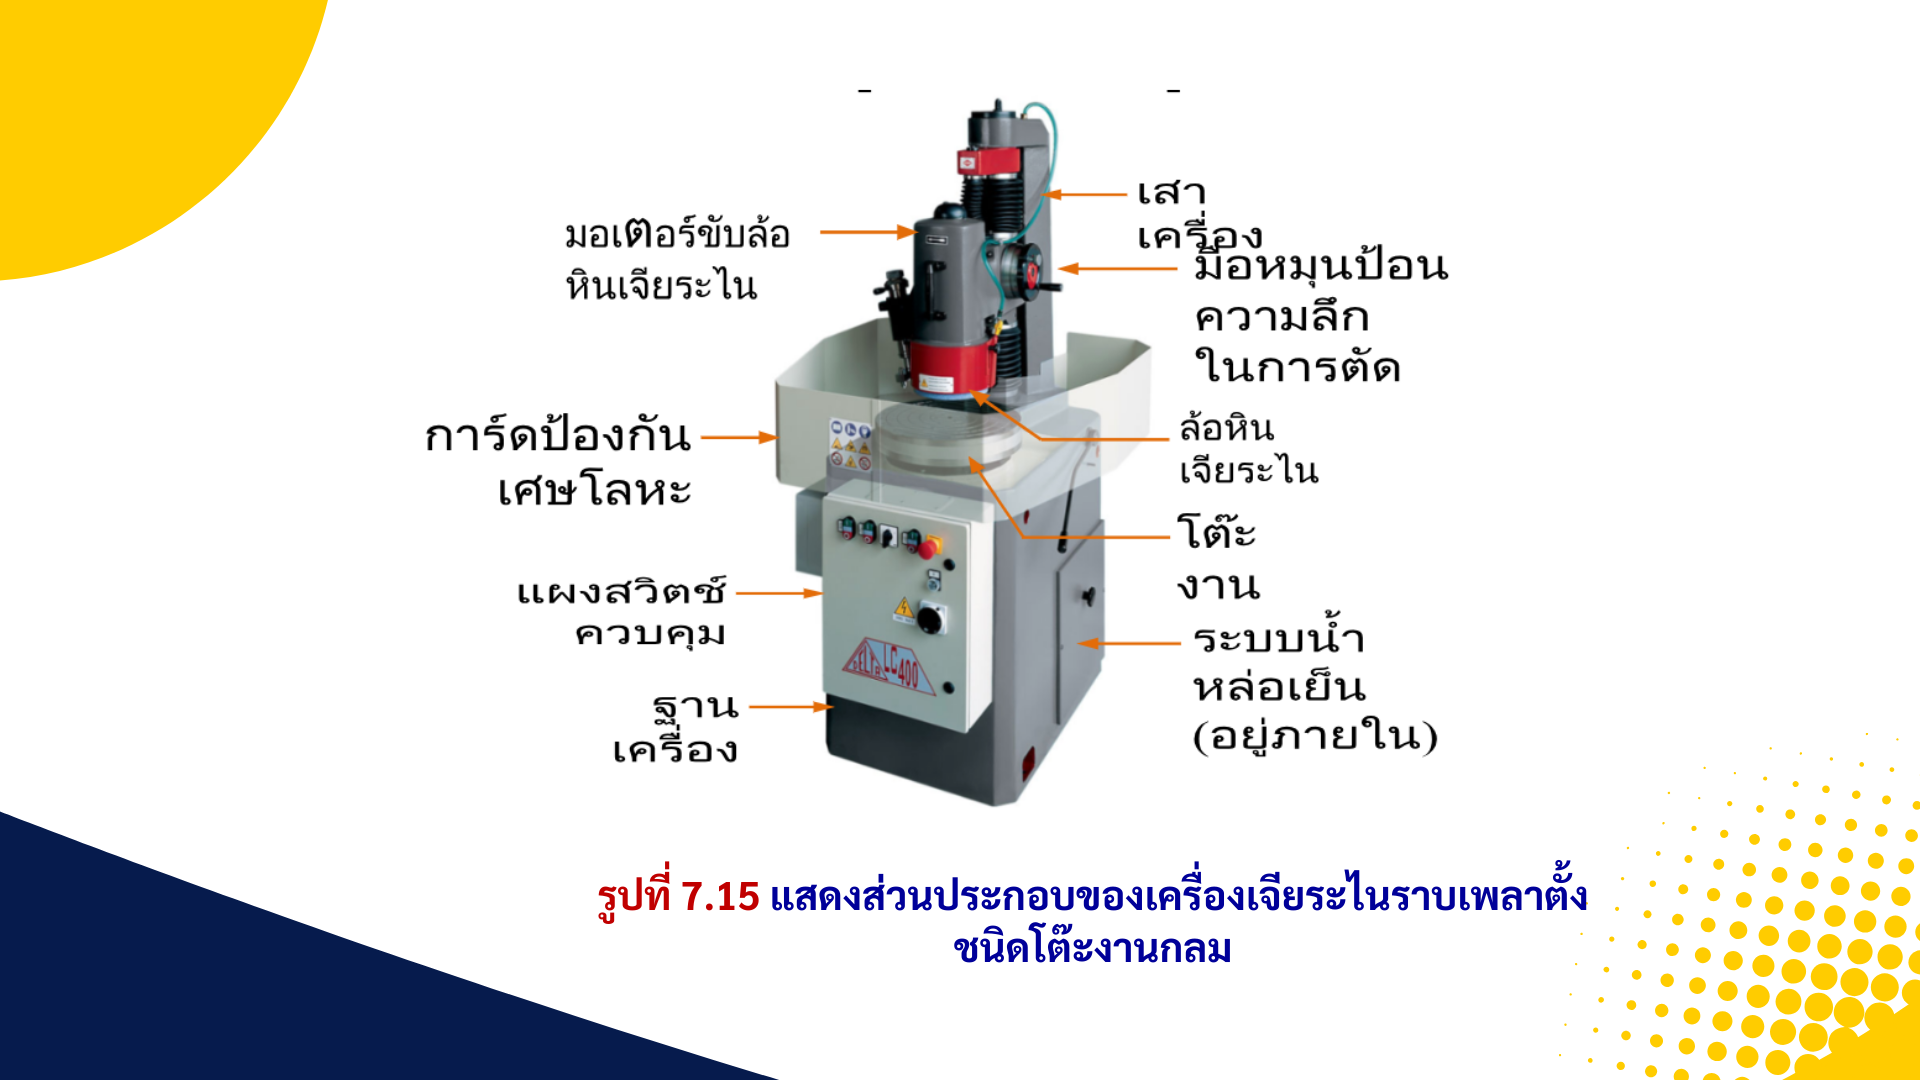 เสา
เครื่อง
มอเตอร์ขับล้อ
หินเจียระไน
มือหมุนป้อน
ความลึก
ในการตัด
การ์ดป้องกัน
เศษโลหะ
ล้อหิน
เจียระไน
โต๊ะ
งาน
แผงสวิตช์
ควบคุม
ระบบน้ำ
หล่อเย็น
(อยู่ภายใน)
ฐาน
เครื่อง
DELTA LC 400
รูปที่ 7.15 แสดงส่วนประกอบของเครื่องเจียระไนราบเพลาตั้ง
ชนิดโต๊ะงานกลม